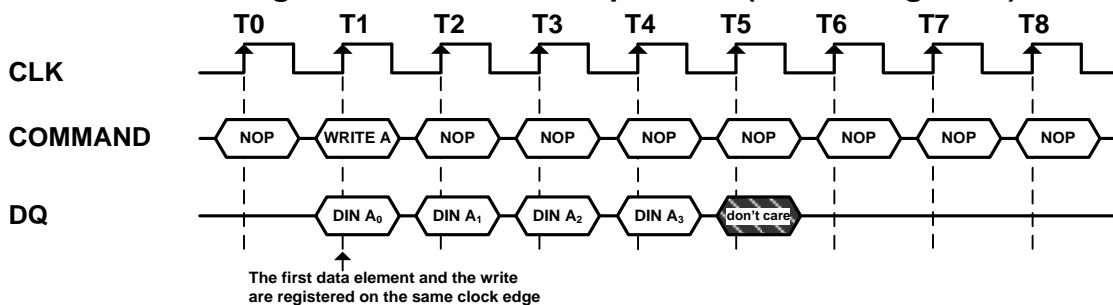 T0 T1 T2 T3 T4 T5 T6 T7 T8
CLK
COMMAND NOP WRITE A NOP NOP NOP NOP NOP NOP NOP
DQ DIN A0 DIN A1 DIN A2 DIN A3 don't care
The first data element and the write
are registered on the same clock edge